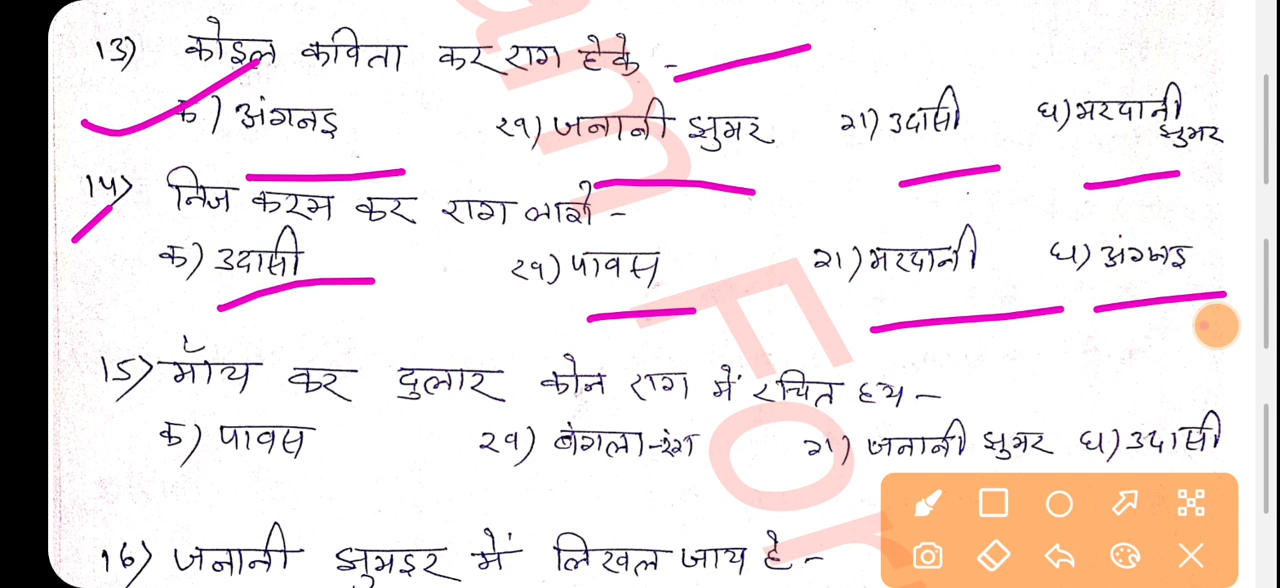 13) कोइल कविता कर राग हेके -
क) अंगनइ ख) जनानी झुमर ग) उदासी घ) मरदानी झुमर
14) निज करम कर राग लागे -
क) उदासी ख) पावस ग) मरदानी घ) अंगनइ
15) माँय कर दुलार कोन राग में रचित हय -
क) पावस ख) बंगला-रंग ग) जनानी झुमर घ) उदासी
16) जनानी झुमइर में लिखल जाय हे -